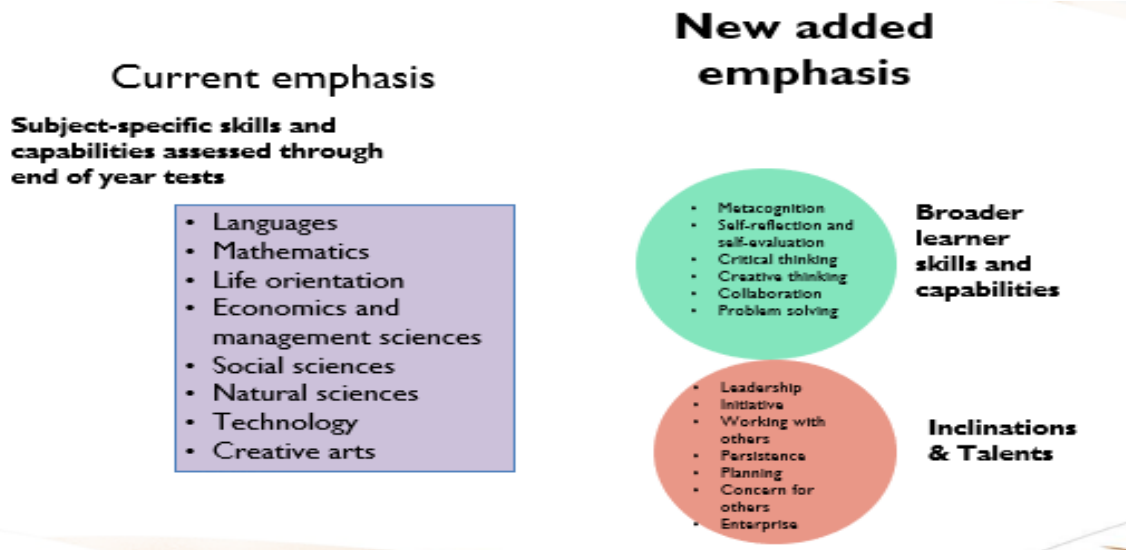 Current emphasis
Subject-specific skills and
capabilities assessed through
end of year tests
• Languages
• Mathematics
• Life orientation
• Economics and
management sciences
• Social sciences
• Natural sciences
• Technology
• Creative arts
New added
emphasis
• Metacognition
• Self-reflection and
self-evaluation
• Critical thinking
• Creative thinking
• Collaboration
• Problem solving
Broader
learner
skills and
capabilities
• Leadership
• Initiative
• Working with
others
• Persistence
• Planning
• Concern for
others
• Enterprise
Inclinations
& Talents